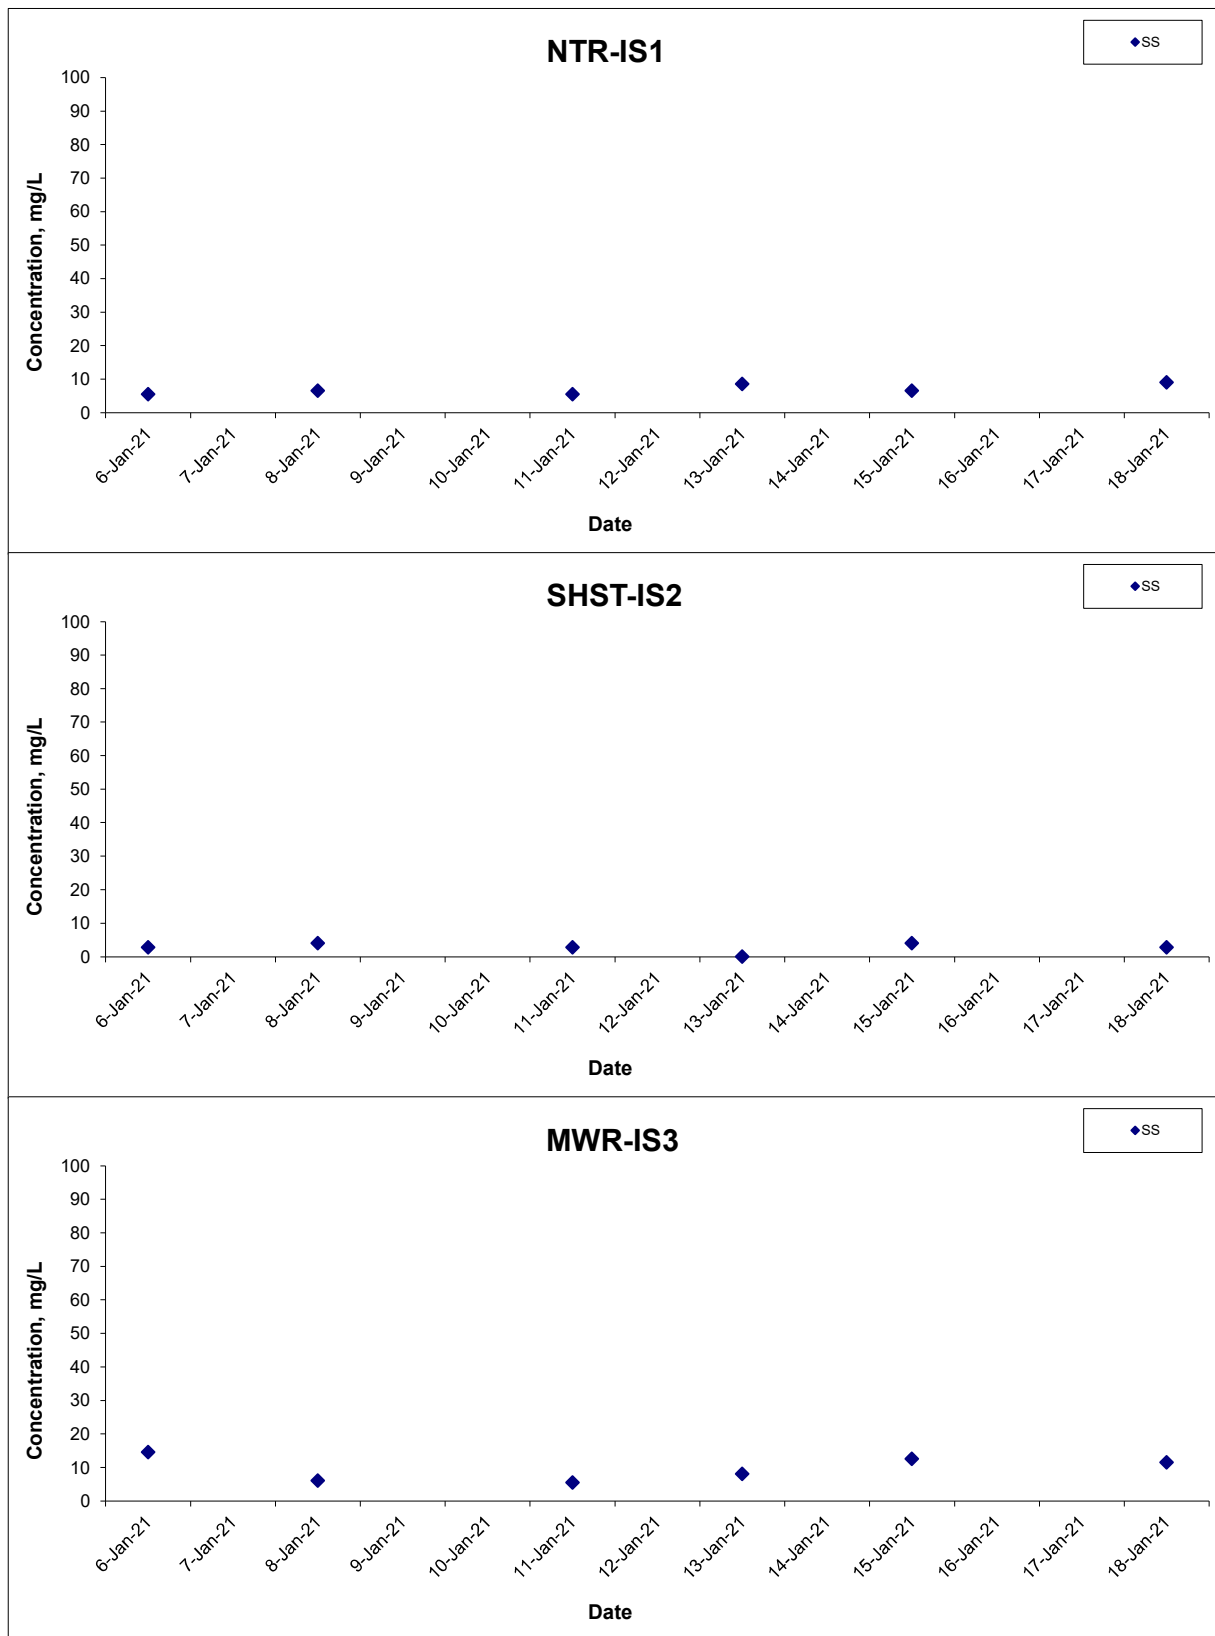 NTR-IS1
SS
100
90
80
70
60
50
40
30
20
10
0
Concentration, mg/L
6-Jan-21
7-Jan-21
8-Jan-21
9-Jan-21
10-Jan-21
11-Jan-21
12-Jan-21
13-Jan-21
14-Jan-21
15-Jan-21
16-Jan-21
17-Jan-21
18-Jan-21
Date
SHST-IS2
SS
100
90
80
70
60
50
40
30
20
10
0
Concentration, mg/L
6-Jan-21
7-Jan-21
8-Jan-21
9-Jan-21
10-Jan-21
11-Jan-21
12-Jan-21
13-Jan-21
14-Jan-21
15-Jan-21
16-Jan-21
17-Jan-21
18-Jan-21
Date
MWR-IS3
SS
100
90
80
70
60
50
40
30
20
10
0
Concentration, mg/L
6-Jan-21
7-Jan-21
8-Jan-21
9-Jan-21
10-Jan-21
11-Jan-21
12-Jan-21
13-Jan-21
14-Jan-21
15-Jan-21
16-Jan-21
17-Jan-21
18-Jan-21
Date